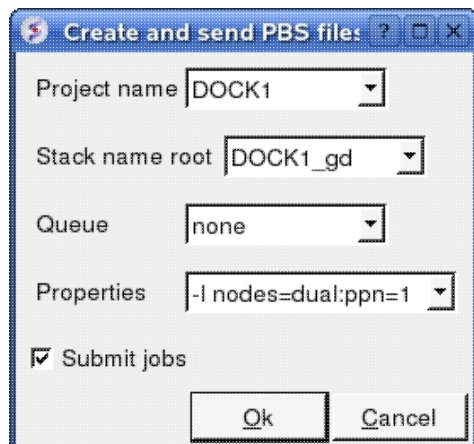 Create and send PBS files ?
Project name DOCK1
Stack name root DOCK1_gd
Queue none
Properties -l nodes=dual:ppn=1
Submit jobs
Ok Cancel